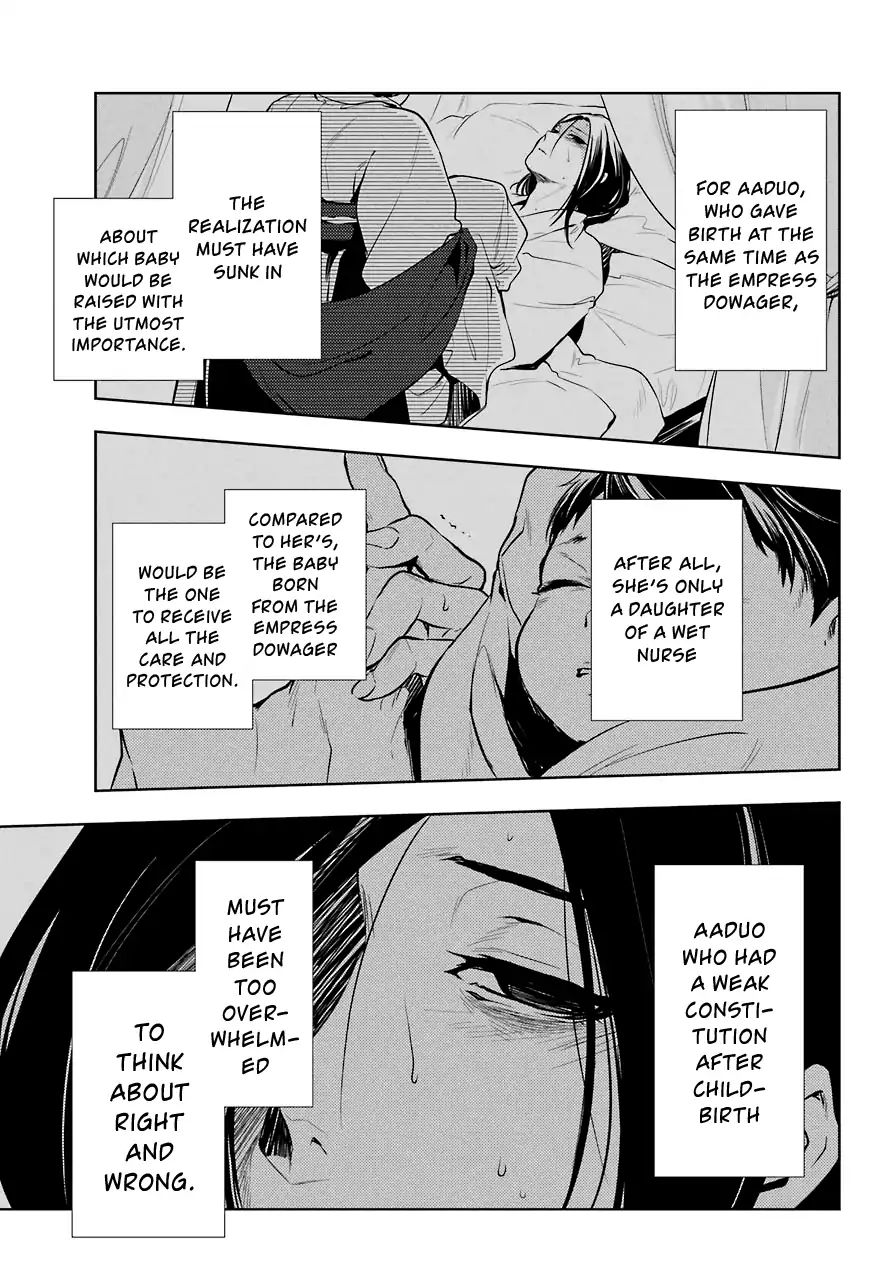 FOR AADUO,
WHO GAVE
BIRTH AT THE
SAME TIME AS
THE EMPRESS
DOWAGER,
THE
REALIZATION
MUST HAVE
SUNK IN
ABOUT
WHICH BABY
WOULD BE
RAISED WITH
THE UTMOST
IMPORTANCE.
AFTER ALL,
SHE'S ONLY
A DAUGHTER
OF A WET
NURSE
COMPARED
TO HER'S,
THE BABY
BORN
FROM THE
EMPRESS
DOWAGER
WOULD BE
THE ONE
TO RECEIVE
ALL THE
CARE AND
PROTECTION.
AADUO
WHO HAD
A WEAK
CONSTI-
TUTION
AFTER
CHILD-
BIRTH
MUST
HAVE
BEEN
TOO
OVER-
WHELM-
ED
TO
THINK
ABOUT
RIGHT
AND
WRONG.